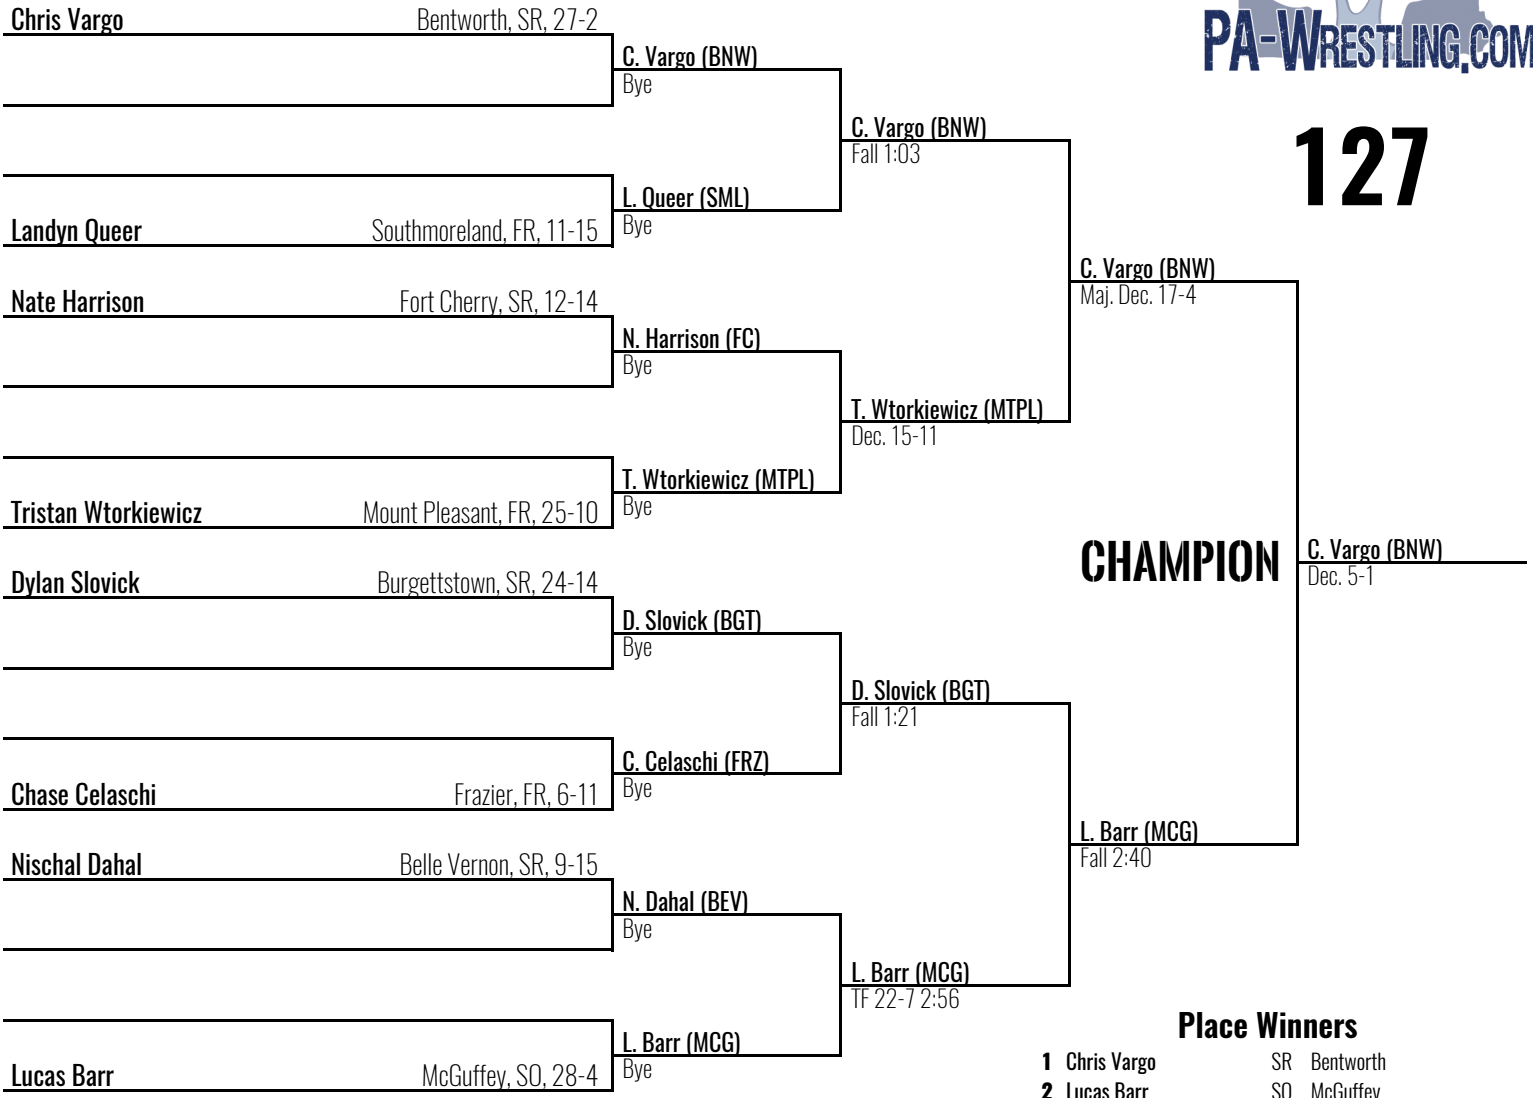 Chris Vargo Bentworth, SR, 27-2
C. Vargo (BNW)
Bye
PA-WRESTLING.COM
127
C. Vargo (BNW)
Fall 1:03
L. Queer (SML)
Bye
Landyn Queer Southmoreland, FR, 11-15
C. Vargo (BNW)
Maj. Dec. 17-4
Nate Harrison Fort Cherry, SR, 12-14
N. Harrison (FC)
Bye
T. Wtorkiewicz (MTPL)
Dec. 15-11
T. Wtorkiewicz (MTPL)
Bye
Tristan Wtorkiewicz Mount Pleasant, FR, 25-10
CHAMPION
C. Vargo (BNW)
Dec. 5-1
Dylan Slovick Burgettstown, SR, 24-14
D. Slovick (BGT)
Bye
D. Slovick (BGT)
Fall 1:21
C. Celaschi (FRZ)
Bye
Chase Celaschi Frazier, FR, 6-11
L. Barr (MCG)
Fall 2:40
Nischal Dahal Belle Vernon, SR, 9-15
N. Dahal (BEV)
Bye
L. Barr (MCG)
TF 22-7 2:56
L. Barr (MCG)
Bye
Lucas Barr McGuffey, SO, 28-4
Place Winners
1 Chris Vargo SR Bentworth
2 Lucas Barr SO McGuffey